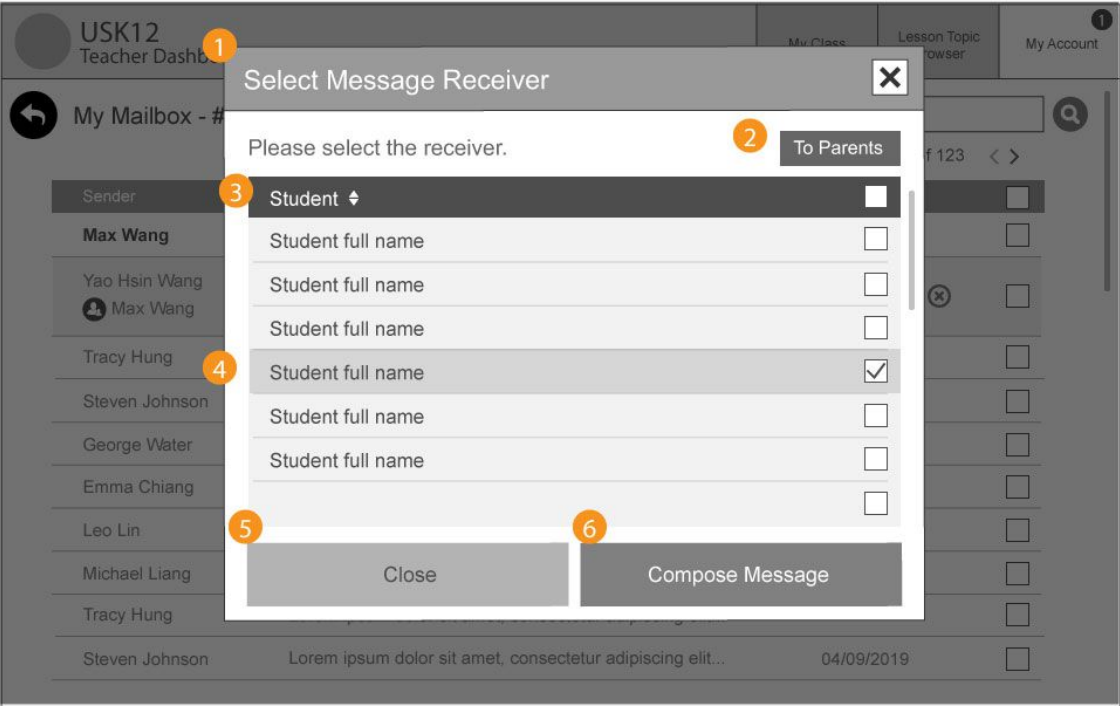 USK12
Teacher
1
My Class
Lesson Topic
My Account
1
Select Message Receiver
My Mailbox - #
Please select the receiver.
2
To Parents
f 123
3
Student
Sender
Student full name
Max Wang
Student full name
Yao Hsin Wang
Max Wang
Student full name
Tracy Hung
4
Student full name
Steven Johnson
Student full name
George Water
Student full name
Emma Chiang
Leo Lin
5
6
Close
Compose Message
Michael Liang
Tracy Hung
Steven Johnson
Lorem ipsum dolor sit amet, consectetur adipiscing elit...
04/09/2019